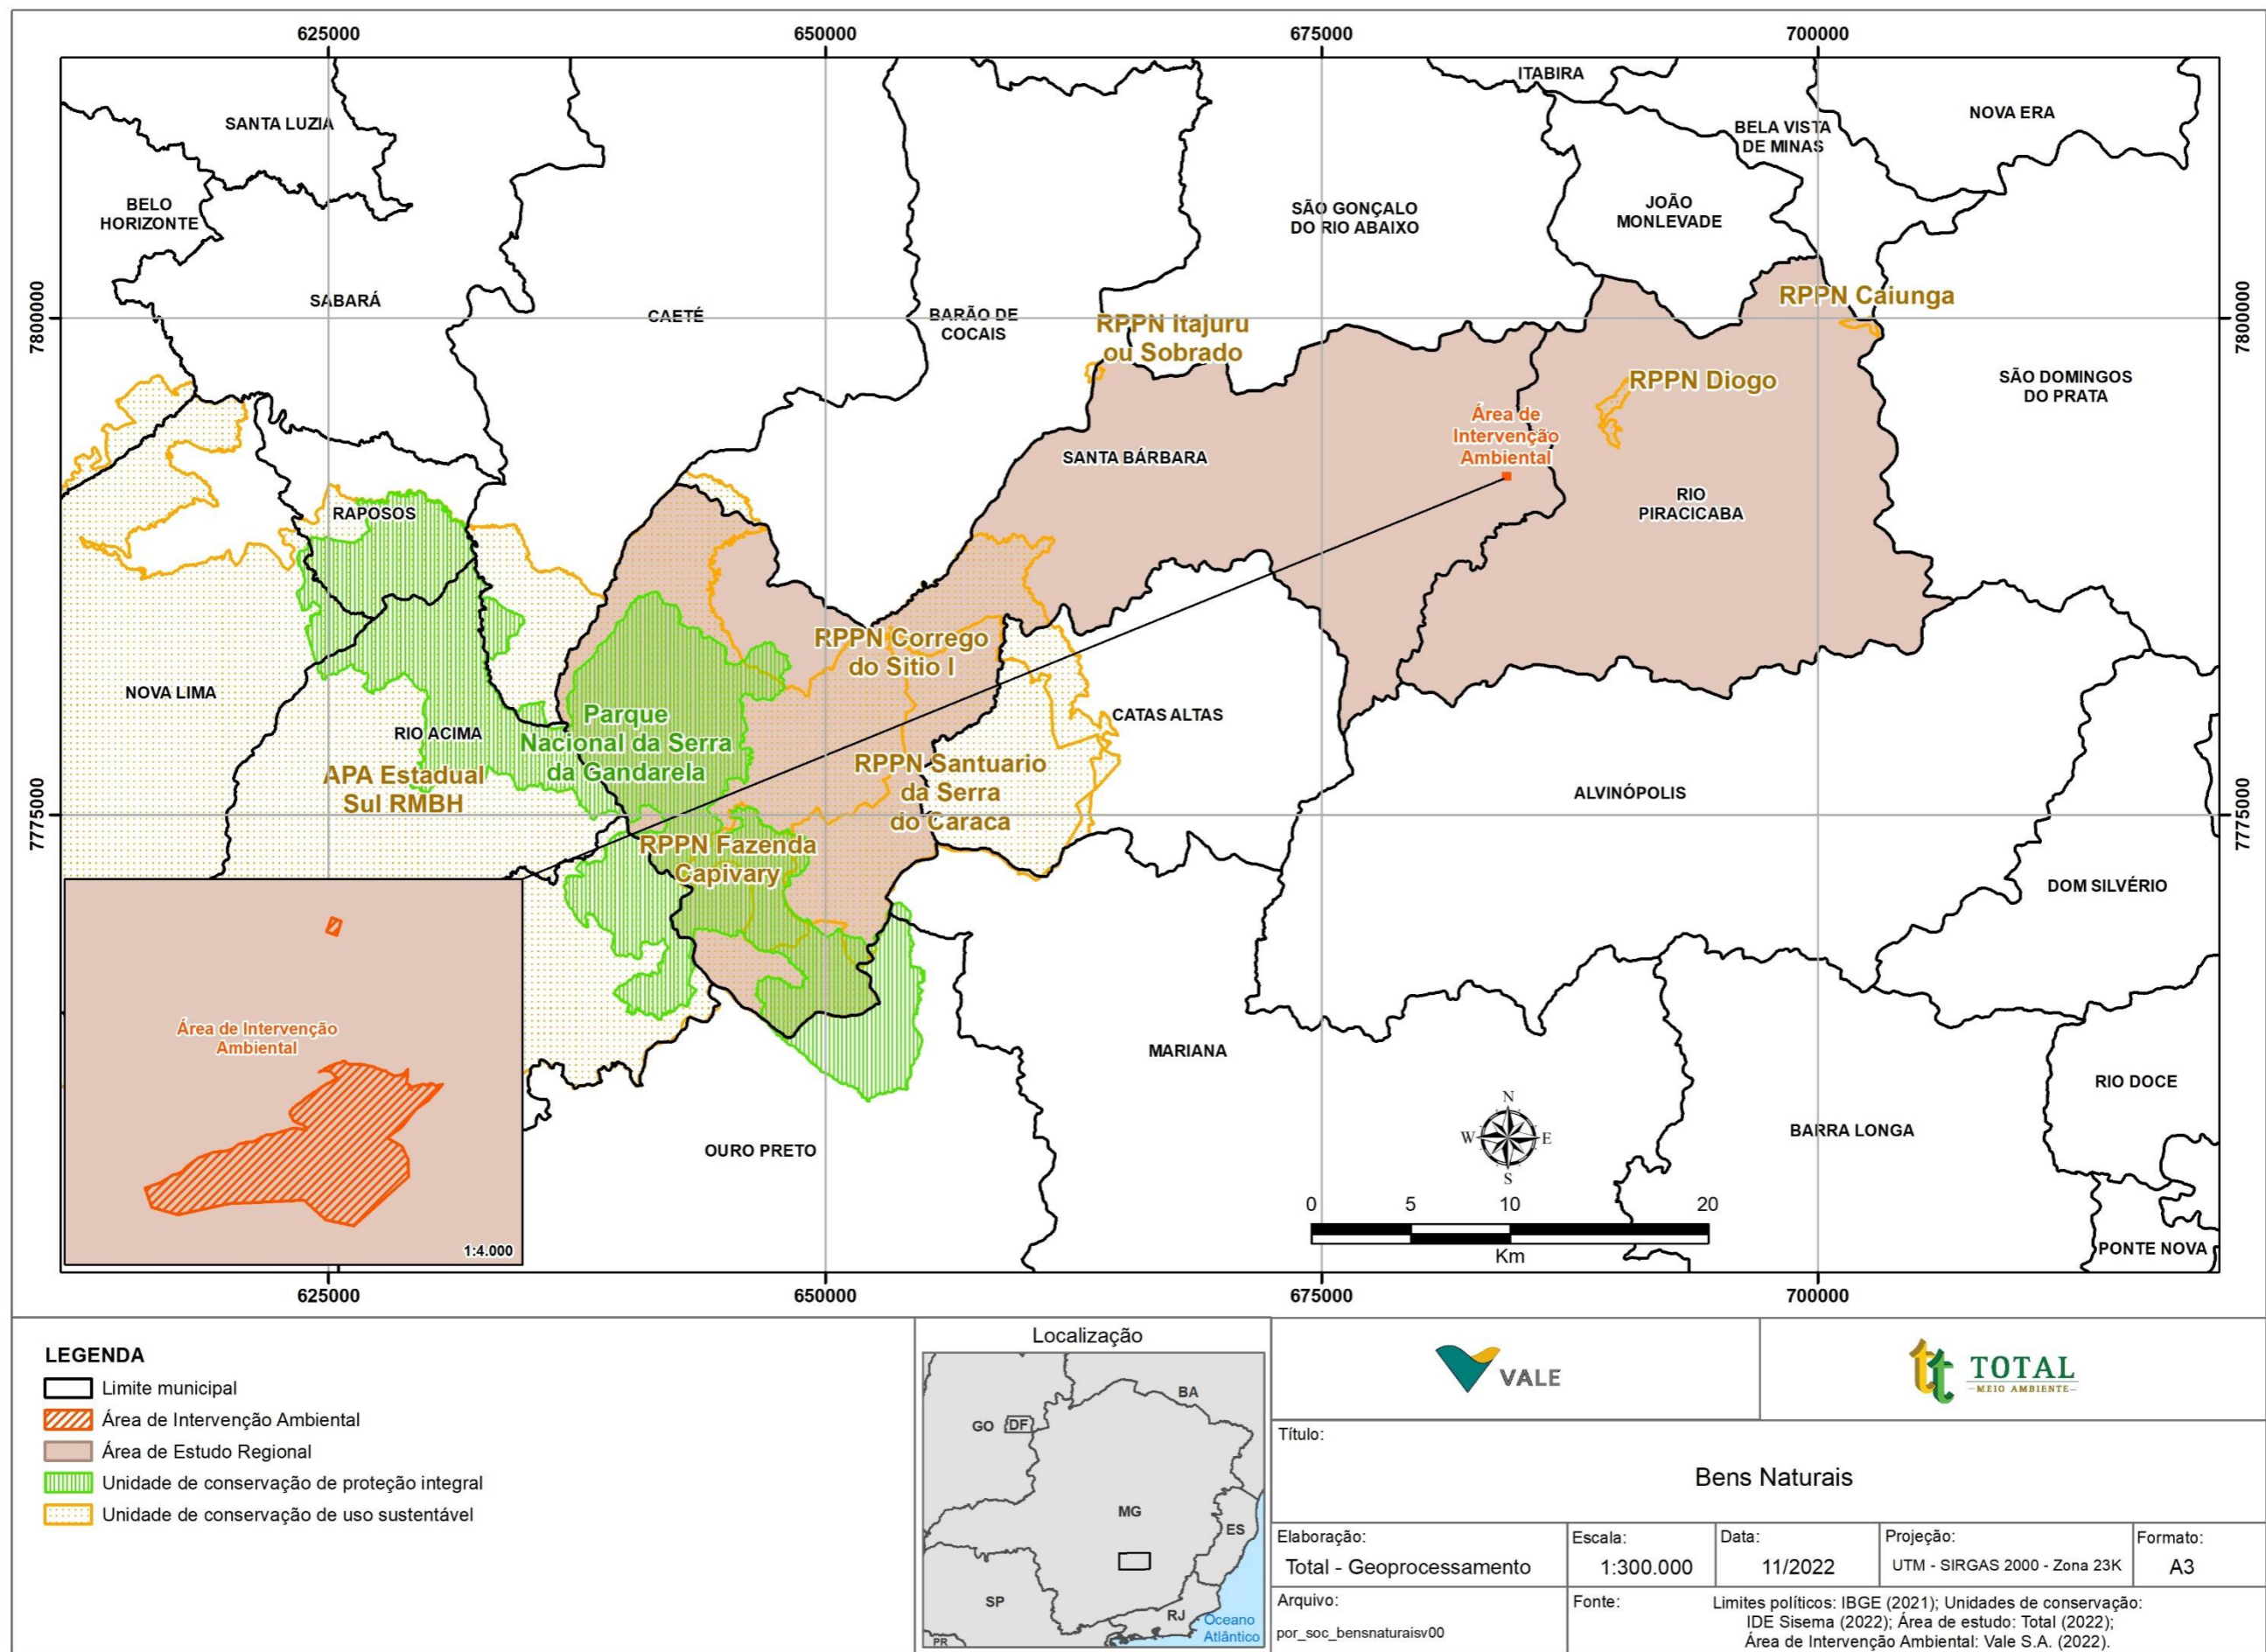 625000
650000
675000
700000
ITABIRA
NOVA ERA
SANTA LUZIA
BELA VISTA
DE MINAS
BELO
HORIZONTE
SÃO GONÇALO
DO RIO ABAIXO
JOÃO
MONLEVADE
7800000
SABARÁ
CAETÉ
BARÃO DE
COCAIS
RPPN Itajuru
ou Sobrado
RPPN Caiunga
7800000
RPPN Diogo
SÃO DOMINGOS
DO PRATA
Área de
Intervenção
Ambiental
SANTA BÁRBARA
RAPOSOS
RIO
PIRACICABA
RPPN Corrego
do Sitio I
NOVA LIMA
RIO ACIMA
Parque
Nacional da Serra
da Gandarela
CATAS ALTAS
APA Estadual
Sul RMBH
RPPN Santuario
da Serra
do Caraca
ALVINÓPOLIS
7775000
7775000
RPPN Fazenda
Capivary
DOM SILVÉRIO
Área de Intervenção
Ambiental
1:4.000
MARIANA
OURO PRETO
RIO DOCE
BARRA LONGA
PONTE NOVA
N
W
E
S
0
5
10
20
Km
625000
650000
675000
700000
LEGENDA
Limite municipal
Área de Intervenção Ambiental
Área de Estudo Regional
Unidade de conservação de proteção integral
Unidade de conservação de uso sustentável
Localização
BA
GO
DF
MG
ES
SP
RJ
PR
Oceano
Atlântico
VALE
TOTAL
MEIO AMBIENTE
Título:
Bens Naturais
Elaboração:
Total - Geoprocessamento
Escala:
1:300.000
Data:
11/2022
Projeção:
UTM - SIRGAS 2000 - Zona 23K
Formato:
A3
Arquivo:
por_soc_bensnaturaisv00
Fonte:
Limites políticos: IBGE (2021); Unidades de conservação:
IDE Sisema (2022); Área de estudo: Total (2022);
Área de Intervenção Ambiental: Vale S.A. (2022).